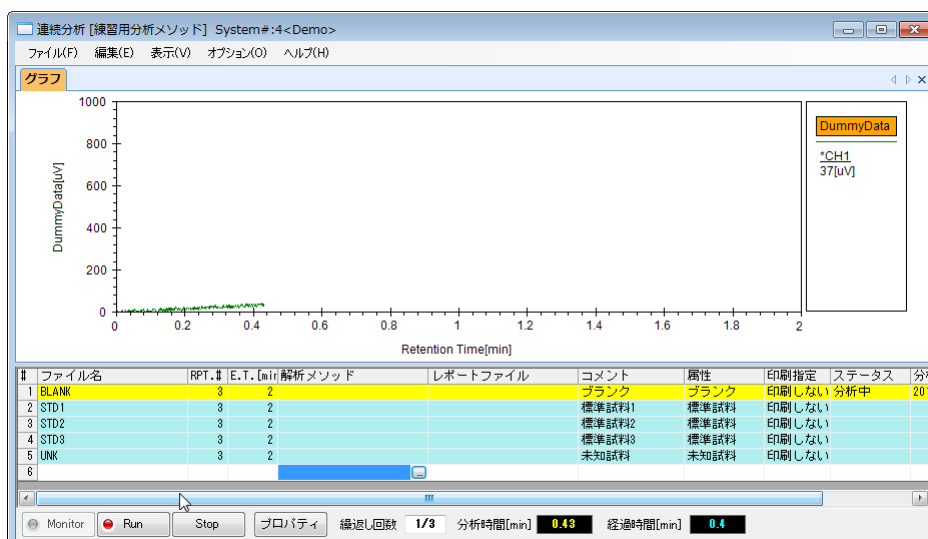 連続分析 [練習用分析メソッド] System#:4<Demo>
ファイル(F) 編集(E) 表示(V) オプション(O) ヘルプ(H)
グラフ
1000
800
600
400
200
0
DummyData[uV]
0 0.2 0.4 0.6 0.8 1 1.2 1.4 1.6 1.8 2
Retention Time[min]
DummyData
*CH1
37[uV]
# ファイル名 RPT.# E.T.[min 解析メソッド レポートファイル コメント 属性 印刷指定 ステータス 分
1 BLANK 3 2 ブランク ブランク 印刷しない 分析中 201
2 STD1 3 2 標準試料1 標準試料 印刷しない
3 STD2 3 2 標準試料2 標準試料 印刷しない
4 STD3 3 2 標準試料3 標準試料 印刷しない
5 UNK 3 2 未知試料 未知試料 印刷しない
6 ...
Monitor Run Stop プロパティ 繰返し回数 1/3 分析時間[min] 0.43 経過時間[min] 0.4